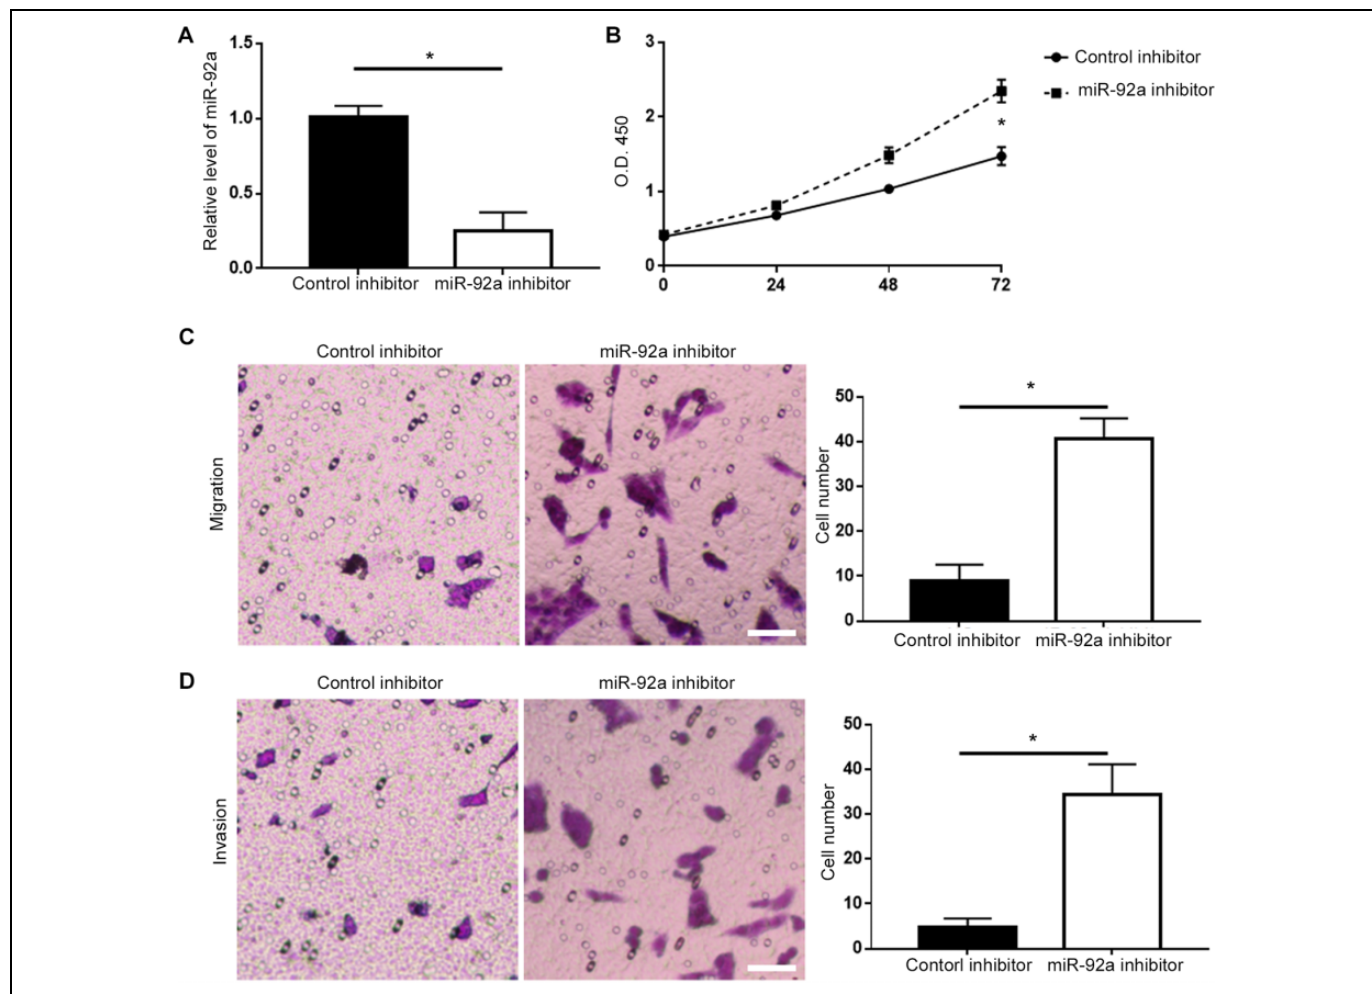 A
1.5
1.0
0.5
0.0
Relative level of miR-92a
*
Control inhibitor
miR-92a inhibitor
B
3
2
1
0
O.D. 450
*
0
24
48
72
Control inhibitor
miR-92a inhibitor
C
Control inhibitor
miR-92a inhibitor
Migration
50
40
30
20
10
0
Cell number
*
Control inhibitor
miR-92a inhibitor
D
Control inhibitor
miR-92a inhibitor
Invasion
50
40
30
20
10
0
Cell number
*
Contorl inhibitor
miR-92a inhibitor